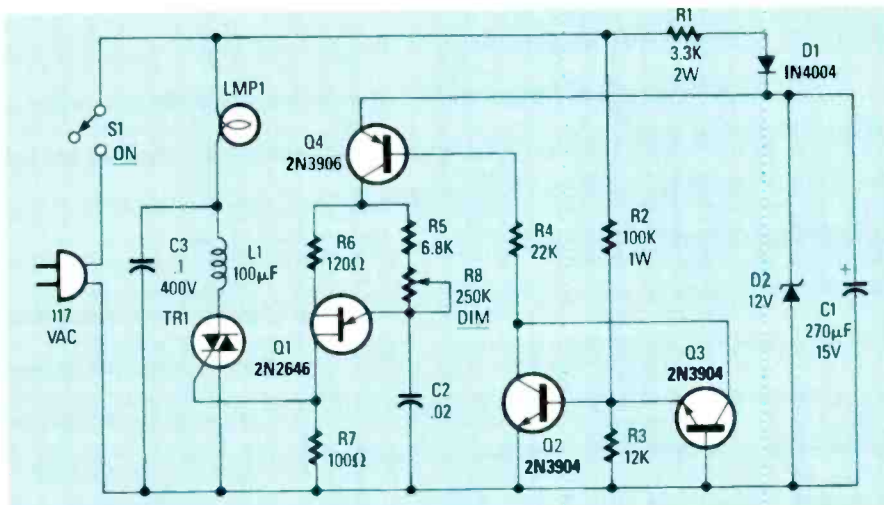 R1
3.3K
2W
D1
IN4004
LMP1
S1
ON
Q4
2N3906
C3
.1
400V
L1
100µF
R6
120Ω
R5
6.8K
R8
250K
DIM
R4
22K
R2
100K
1W
D2
12V
+
C1
270µF
15V
117
VAC
TR1
Q1
2N2646
C2
.02
Q3
2N3904
R7
100Ω
Q2
2N3904
R3
12K